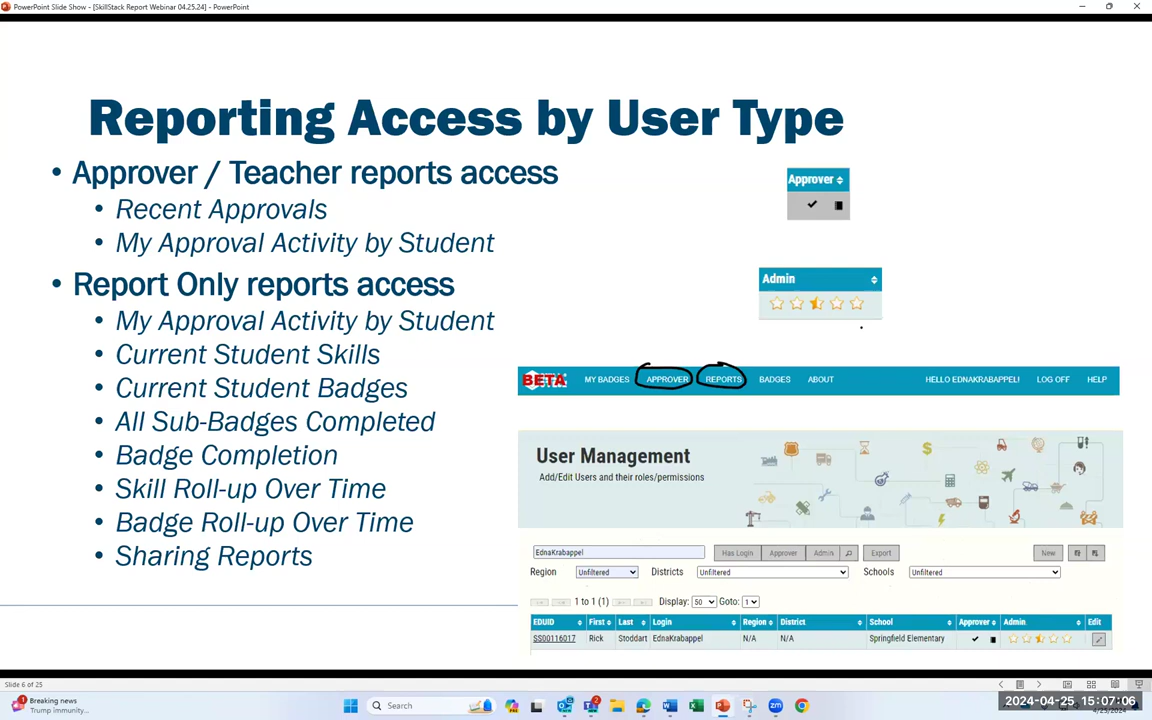 PowerPoint Slide Show - [SkillStack Report Webinar 04.25.24] - PowerPoint
Reporting Access by User Type
• Approver / Teacher reports access
• Recent Approvals
• My Approval Activity by Student
• Report Only reports access
• My Approval Activity by Student
• Current Student Skills
• Current Student Badges
• All Sub-Badges Completed
• Badge Completion
• Skill Roll-up Over Time
• Badge Roll-up Over Time
• Sharing Reports
Approver
Admin
BETA MY BADGES APPROVER REPORTS BADGES ABOUT HELLO EDNAKRABAPPEL! LOG OFF HELP
User Management
Add/Edit Users and their roles/permissions
EdnaKrabappel Has Login Approver Admin Export New
Region Unfiltered Districts Unfiltered Schools Unfiltered
1 to 1 (1) Display: 50 Goto: 1
EDUID First Last Login Region District School Approver Admin Edit
SS00116017 Rick Stoddart EdnaKrabappel N/A N/A Springfield Elementary
Slide 6 of 25
Breaking news
Trump immunity...
Search
2024-04-25 15:07:06